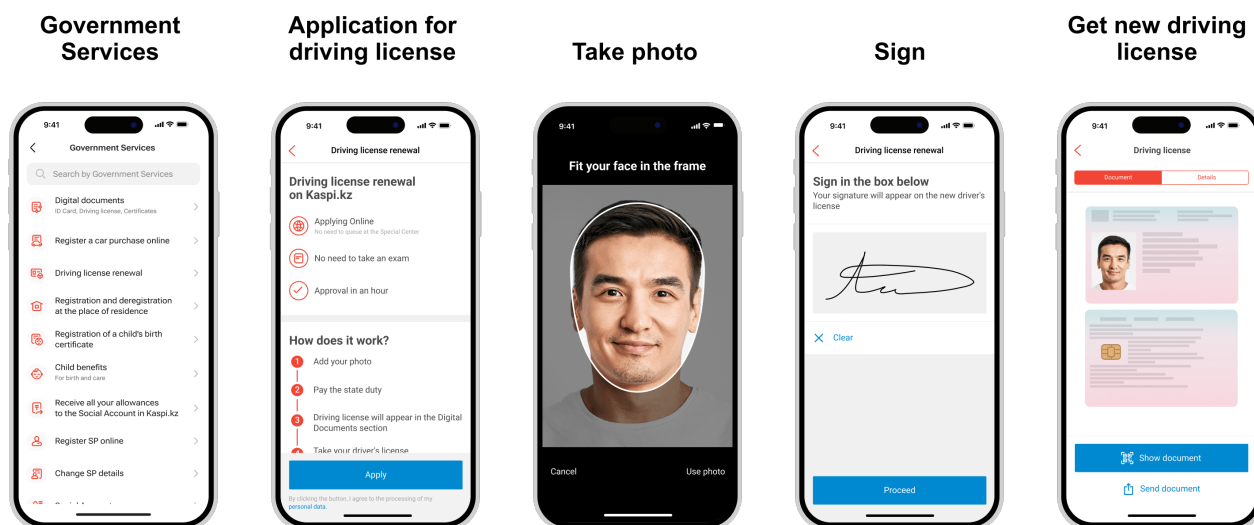 Government
Services
9:41
Government Services
Search by Government Services
Digital documents
ID Card, Driving license, Certificates
Register a car purchase online
Driving license renewal
Registration and deregistration
at the place of residence
Registration of a child's birth
certificate
Child benefits
For birth and care
Receive all your allowances
to the Social Account in Kaspi.kz
Register SP online
Change SP details
Application for
driving license
9:41
Driving license renewal
Driving license renewal
on Kaspi.kz
Applying Online
No need to queue at the Special Center
No need to take an exam
Approval in an hour
How does it work?
1 Add your photo
2 Pay the state duty
3 Driving license will appear in the Digital
Documents section
4 Take your driver's license
Apply
By clicking the button, I agree to the processing of my
personal data.
Take photo
9:41
Fit your face in the frame
Cancel
Use photo
Sign
9:41
Driving license renewal
Sign in the box below
Your signature will appear on the new driver's
license
Clear
Proceed
Get new driving
license
9:41
Driving license
Document
Details
Show document
Send document